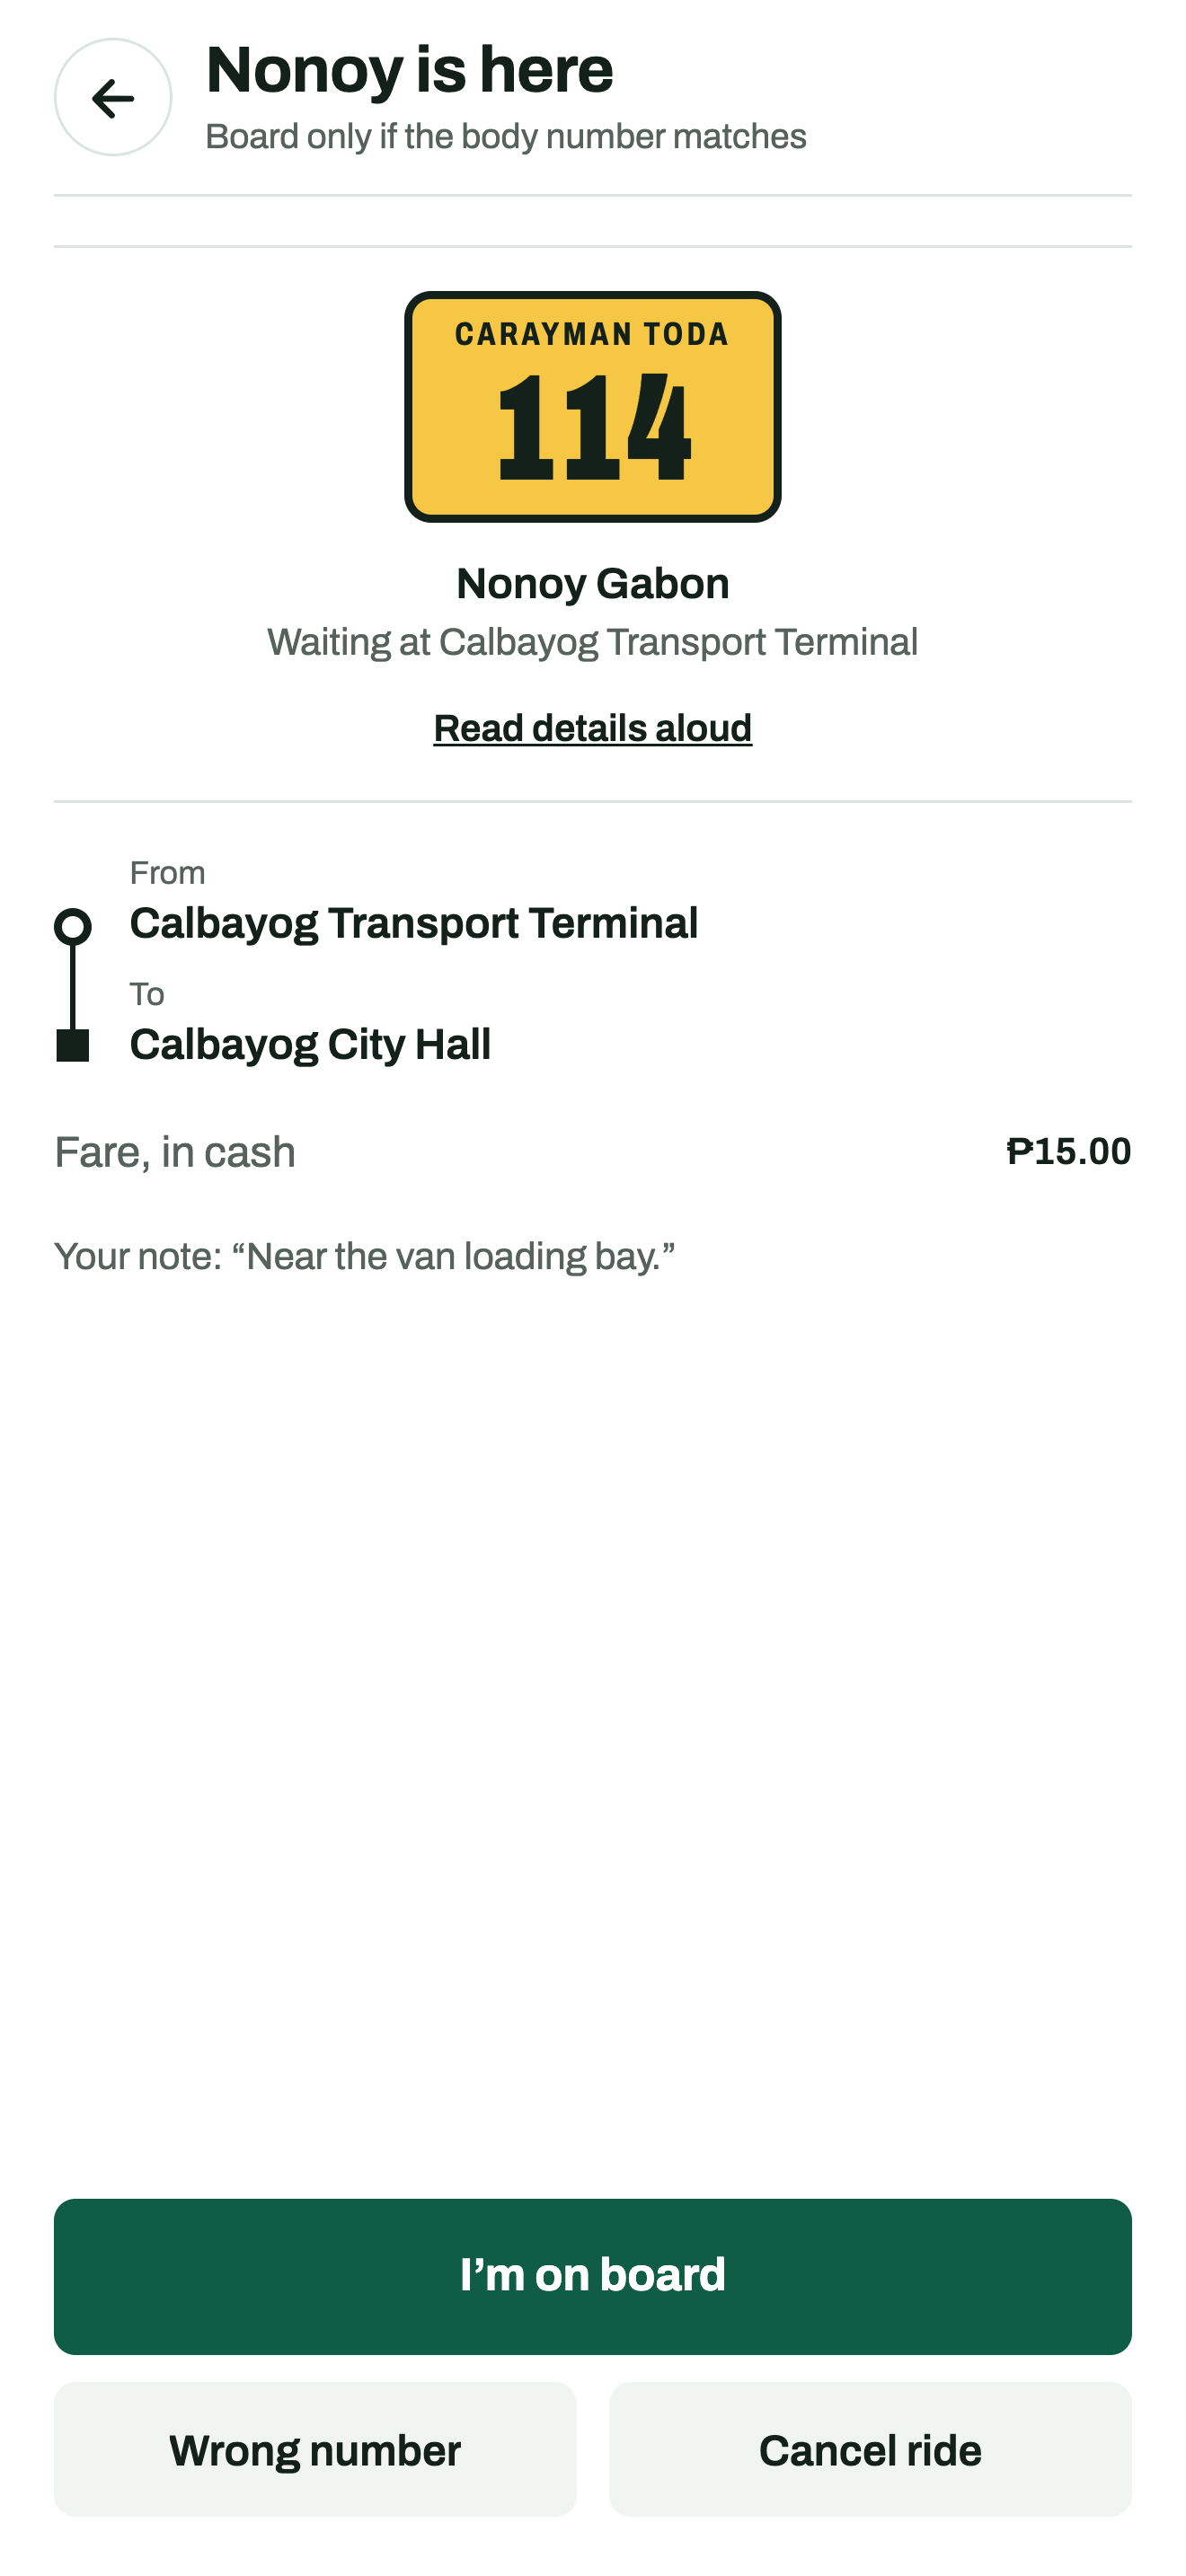 Nonoy is here
Board only if the body number matches
CARAYMAN TODA
114
Nonoy Gabon
Waiting at Calbayog Transport Terminal
Read details aloud
From
Calbayog Transport Terminal
To
Calbayog City Hall
Fare, in cash ₱15.00
Your note: “Near the van loading bay.”
I’m on board
Wrong number
Cancel ride